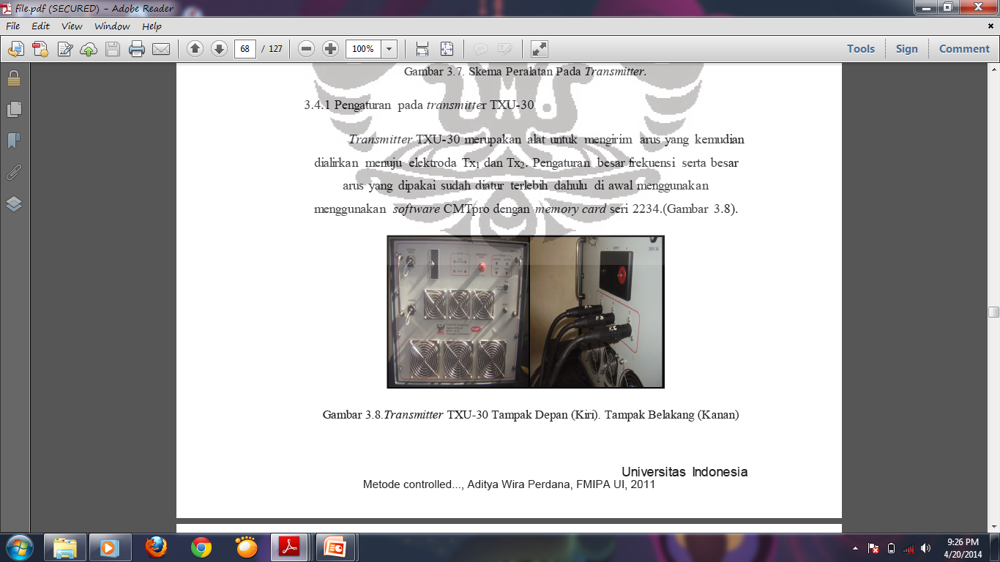 file.pdf (SECURED) - Adobe Reader
File Edit View Window Help
68 / 127 100% Tools Sign Comment
Gambar 3.7. Skema Peralatan Pada Transmitter.
3.4.1 Pengaturan pada transmitter TXU-30
Transmitter TXU-30 merupakan alat untuk mengirim arus yang kemudian
dialirkan menuju elektroda Tx1 dan Tx2. Pengaturan besar frekuensi serta besar
arus yang dipakai sudah diatur terlebih dahulu di awal menggunakan
menggunakan software CMTpro dengan memory card seri 2234.(Gambar 3.8).
Gambar 3.8.Transmitter TXU-30 Tampak Depan (Kiri). Tampak Belakang (Kanan)
Universitas Indonesia
Metode controlled..., Aditya Wira Perdana, FMIPA UI, 2011
9:26 PM
4/20/2014